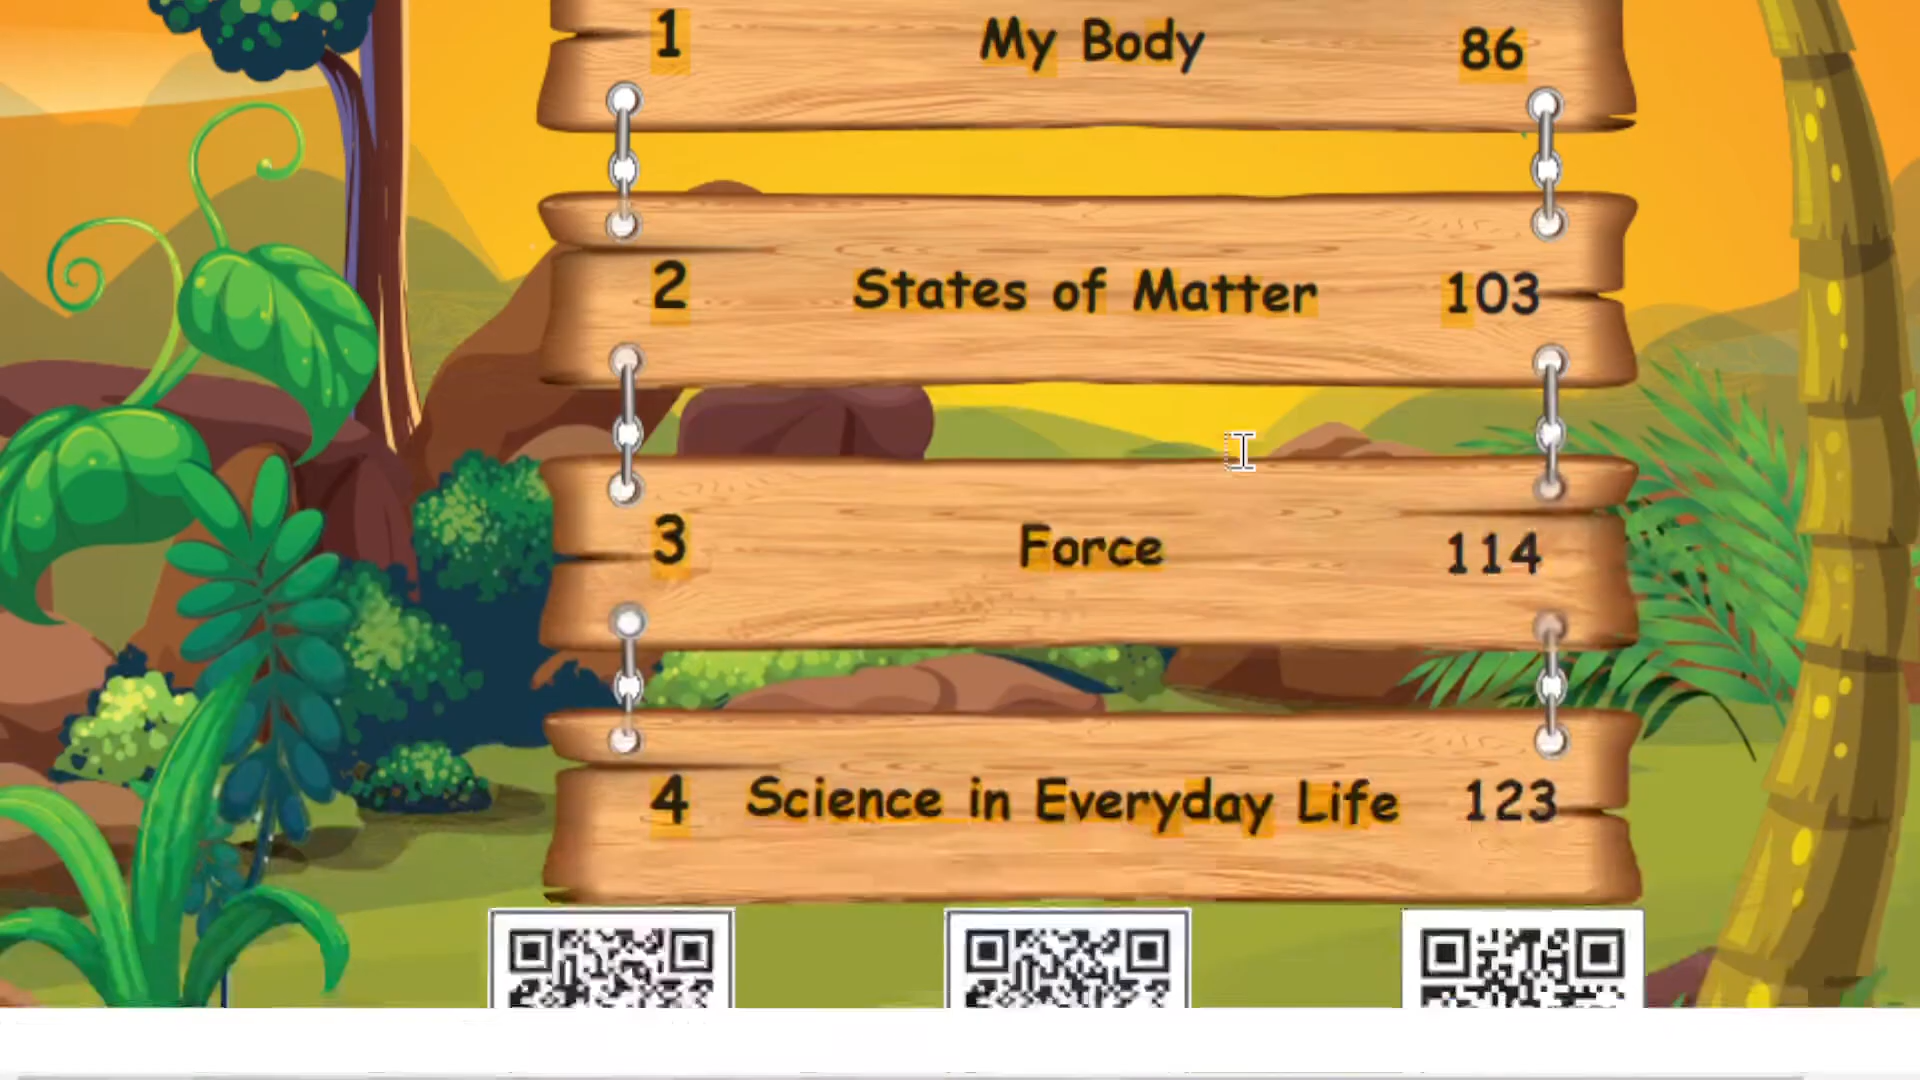 1 My Body 86
2 States of Matter 103
3 Force 114
4 Science in Everyday Life 123